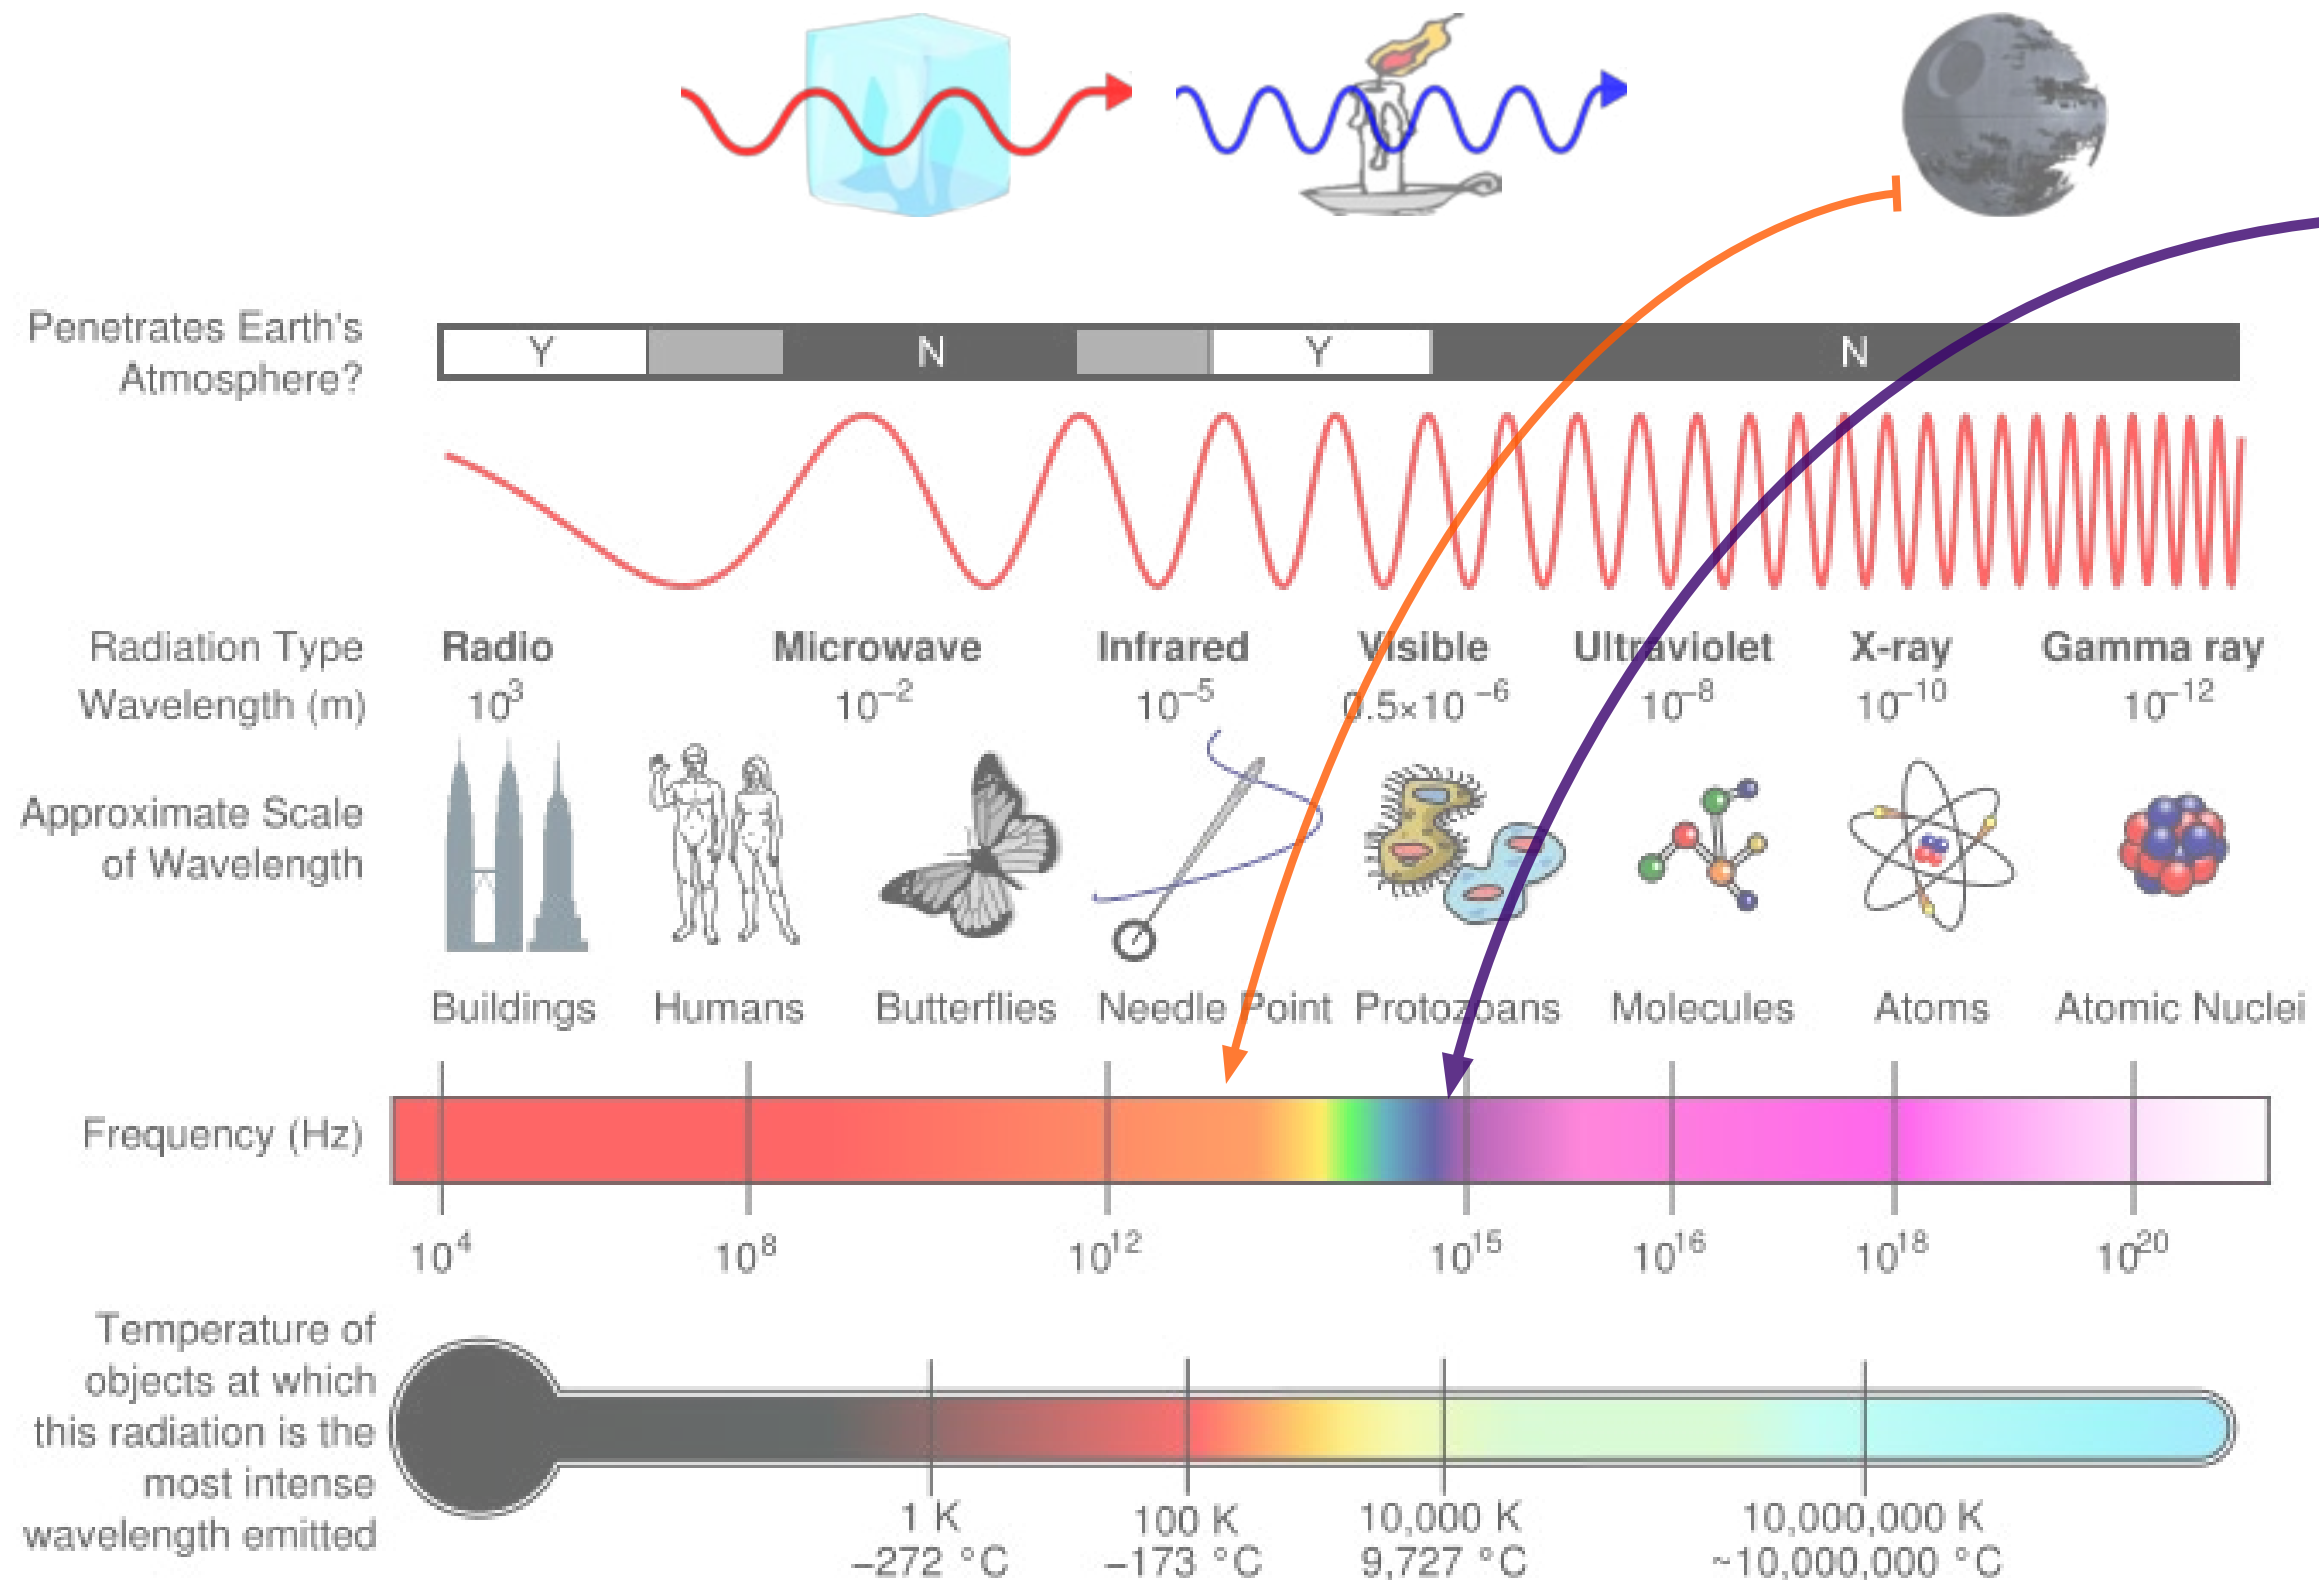 Penetrates Earth's
Atmosphere?
Y N Y N
Radiation Type Radio Microwave Infrared Visible Ultraviolet X-ray Gamma ray
Wavelength (m) 10³ 10⁻² 10⁻⁵ 0.5×10⁻⁶ 10⁻⁸ 10⁻¹⁰ 10⁻¹²
Approximate Scale
of Wavelength
Buildings Humans Butterflies Needle Point Protozoans Molecules Atoms Atomic Nuclei
Frequency (Hz)
10⁴ 10⁸ 10¹² 10¹⁵ 10¹⁶ 10¹⁸ 10²⁰
Temperature of
objects at which
this radiation is the
most intense
wavelength emitted
1 K 100 K 10,000 K 10,000,000 K
−272 °C −173 °C 9,727 °C ~10,000,000 °C